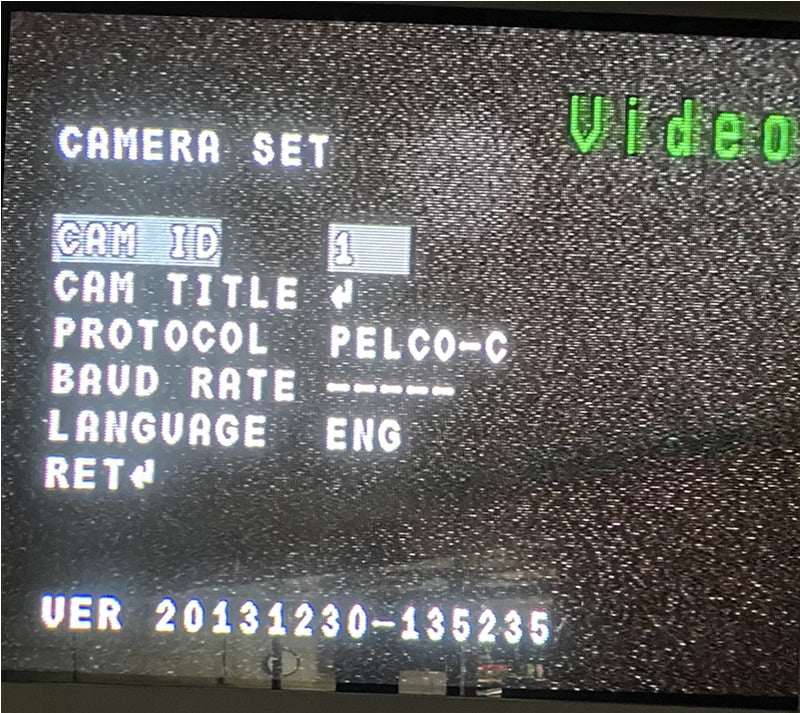 Video
CAMERA SET
CAM ID 1
CAM TITLE ↲
PROTOCOL PELCO-C
BAUD RATE -----
LANGUAGE ENG
RET↲
VER 20131230-135235